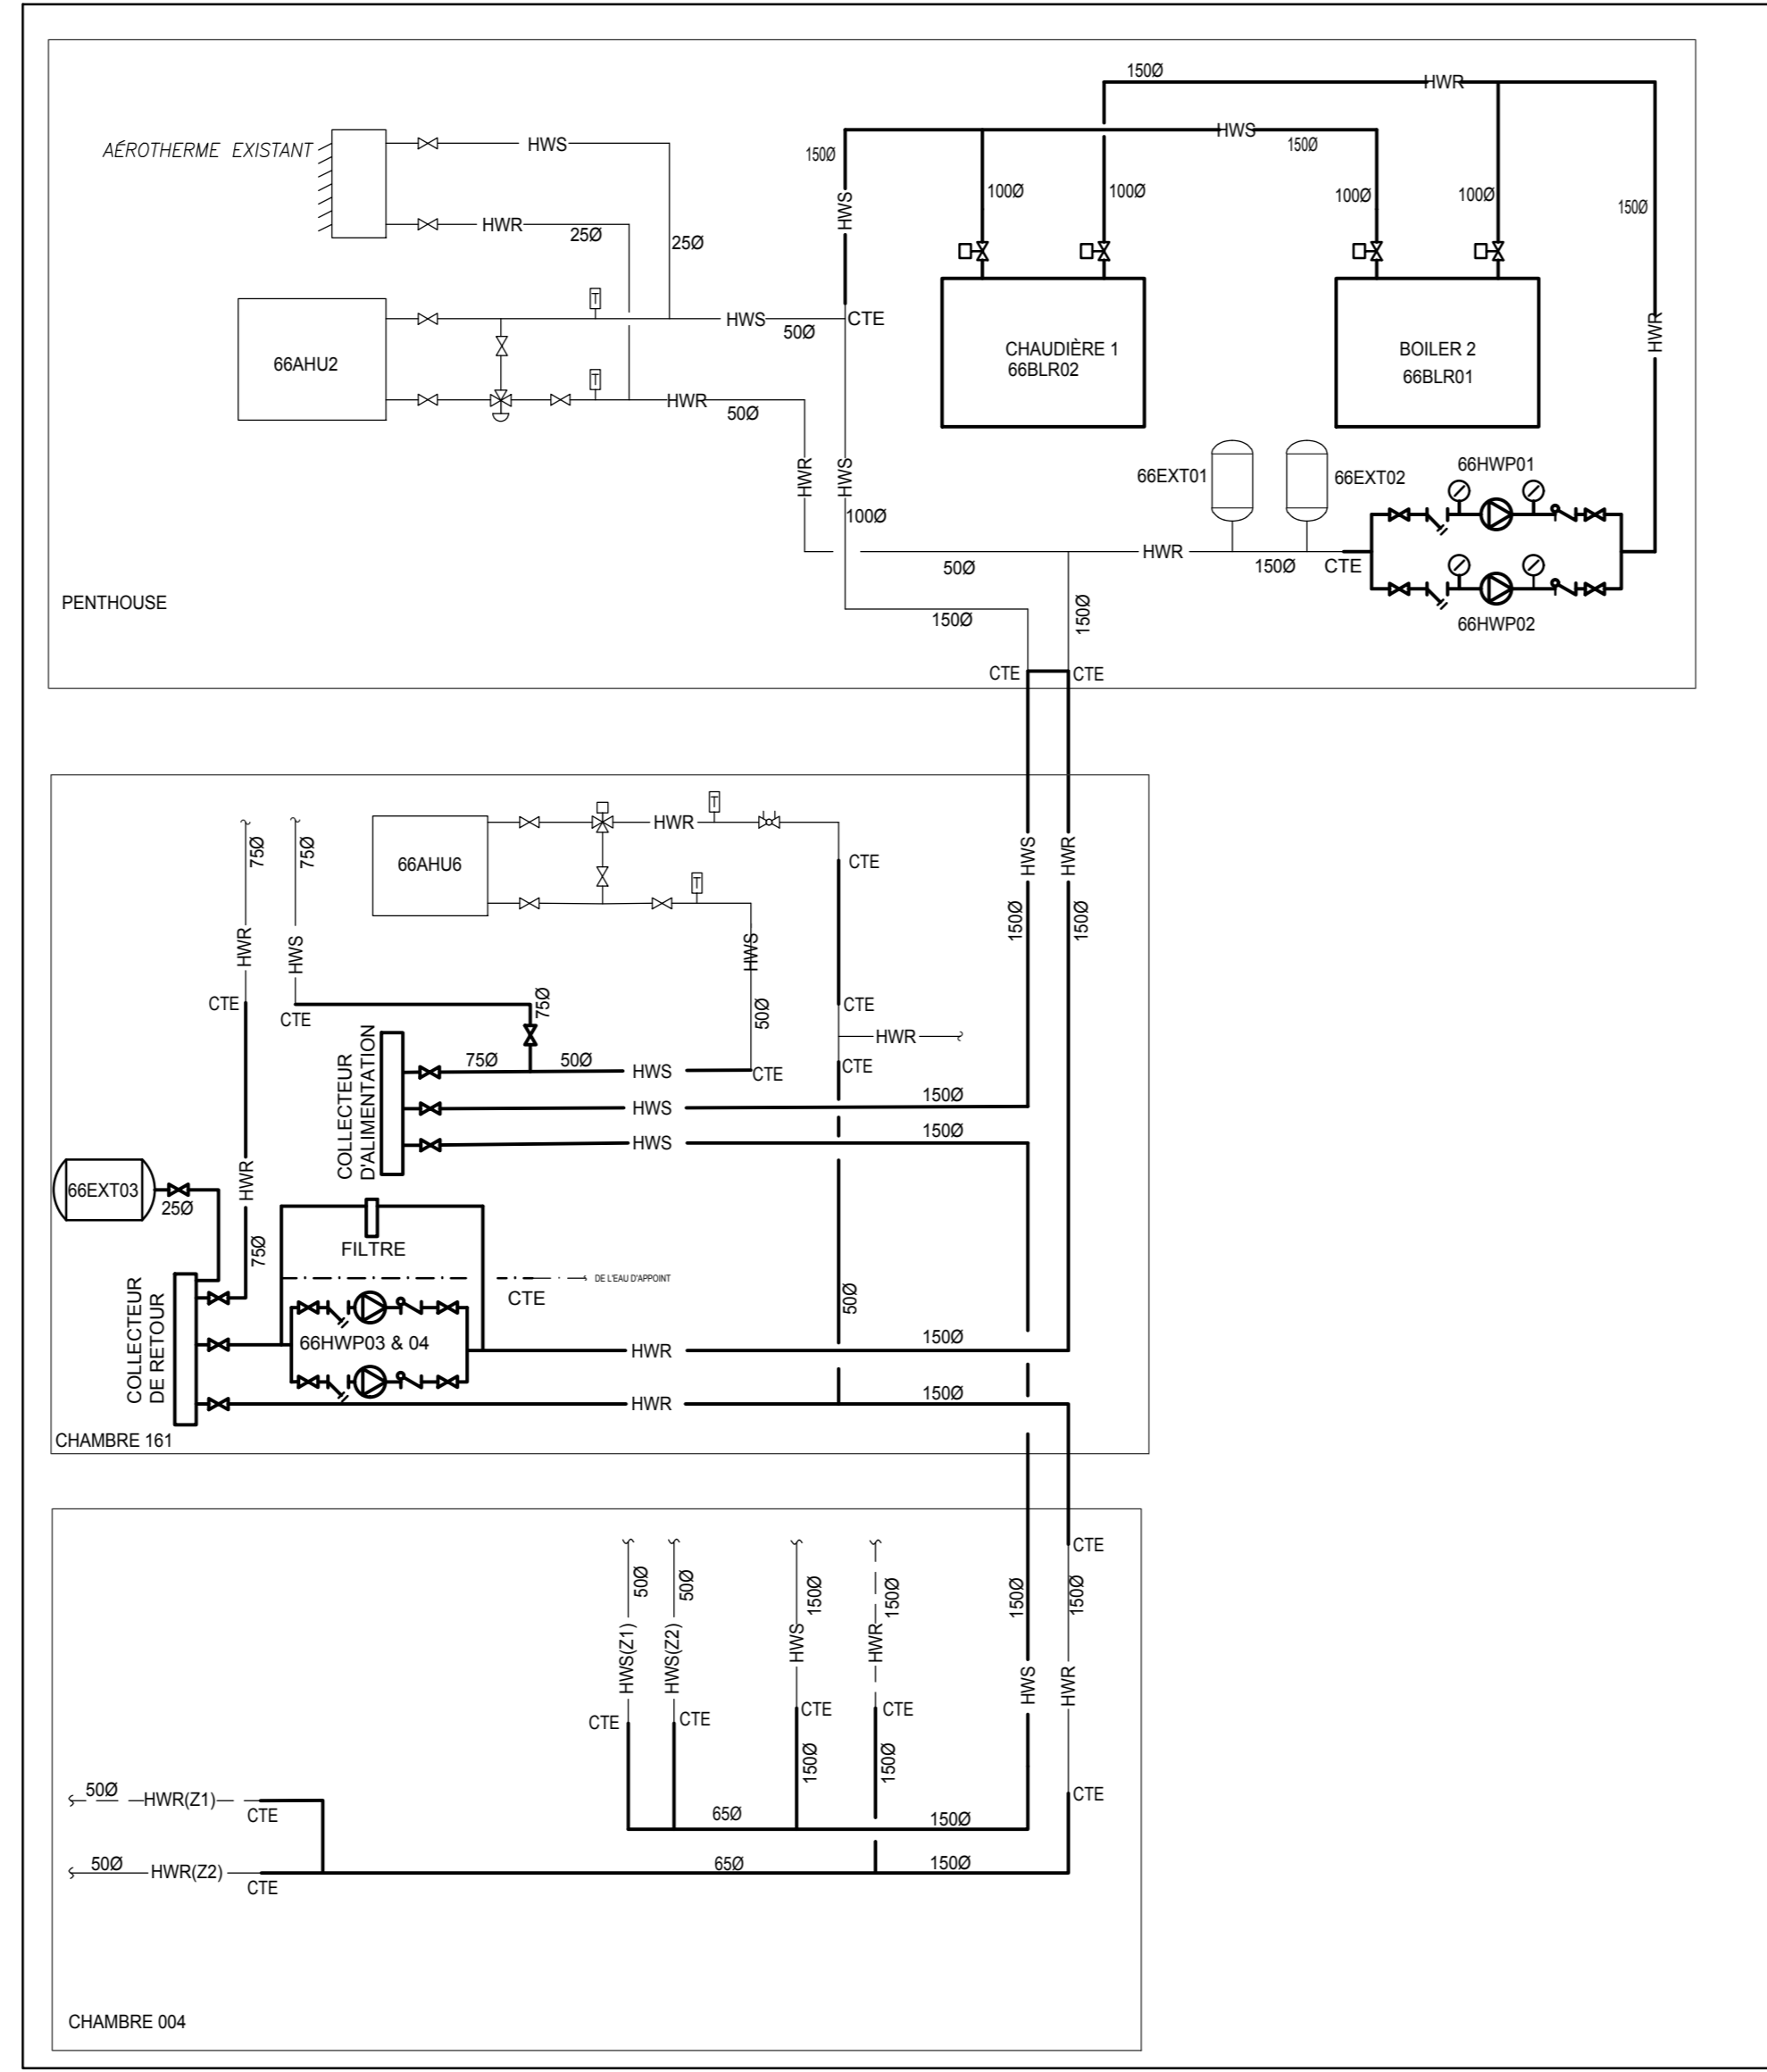 150Ø
HWR
AÉROTHERME EXISTANT
HWS
150Ø
HWS
150Ø
HWS
100Ø
100Ø
100Ø
100Ø
150Ø
HWR
25Ø
25Ø
HWS
50Ø
CTE
HWR
66AHU2
CHAUDIÈRE 1
66BLR02
BOILER 2
66BLR01
HWR
50Ø
HWR
HWS
100Ø
66EXT01
66EXT02
66HWP01
50Ø
HWR
150Ø
CTE
66HWP02
PENTHOUSE
150Ø
150Ø
CTE
CTE
75Ø
75Ø
66AHU6
HWR
T
T
T
T
CTE
HWS
HWR
150Ø
150Ø
HWR
HWS
HWS
50Ø
CTE
CTE
75Ø
CTE
HWR
COLLECTEUR
D'ALIMENTATION
75Ø
50Ø
HWS
CTE
CTE
HWS
150Ø
HWS
150Ø
66EXT03
25Ø
HWR
75Ø
FILTRE
DE L'EAU D'APPOINT
CTE
50Ø
COLLECTEUR
DE RETOUR
66HWP03 & 04
HWR
150Ø
HWR
150Ø
CHAMBRE 161
50Ø
50Ø
150Ø
150Ø
150Ø
150Ø
CTE
HWS(Z1)
HWS(Z2)
HWS
HWR
HWS
HWR
CTE
CTE
CTE
CTE
150Ø
150Ø
CTE
50Ø
HWR(Z1)
CTE
65Ø
150Ø
50Ø
HWR(Z2)
CTE
65Ø
150Ø
CHAMBRE 004